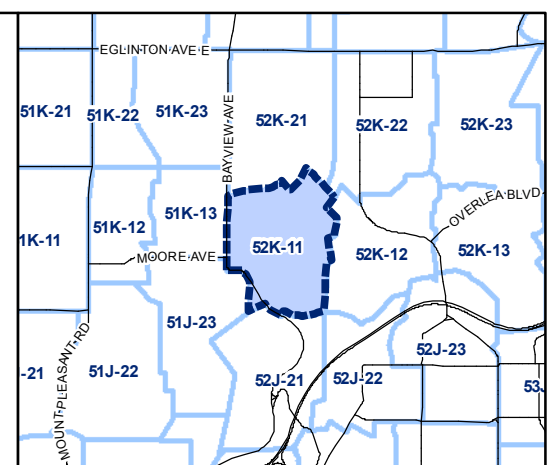 EGLINTON AVE E
51K-21
51K-22
51K-23
52K-21
52K-22
52K-23
BAYVIEW AVE
OVERLEA BLVD
1K-11
51K-12
51K-13
52K-11
52K-12
52K-13
MOORE AVE
51J-23
MOUNT PLEASANT RD
-21
51J-22
52J-21
52J-22
52J-23
53J